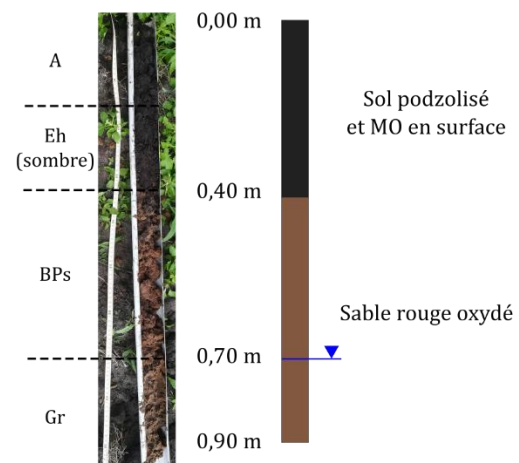 0,00 m
A
Sol podzolisé
et MO en surface
Eh
(sombre)
0,40 m
BPs
Sable rouge oxydé
0,70 m
Gr
0,90 m